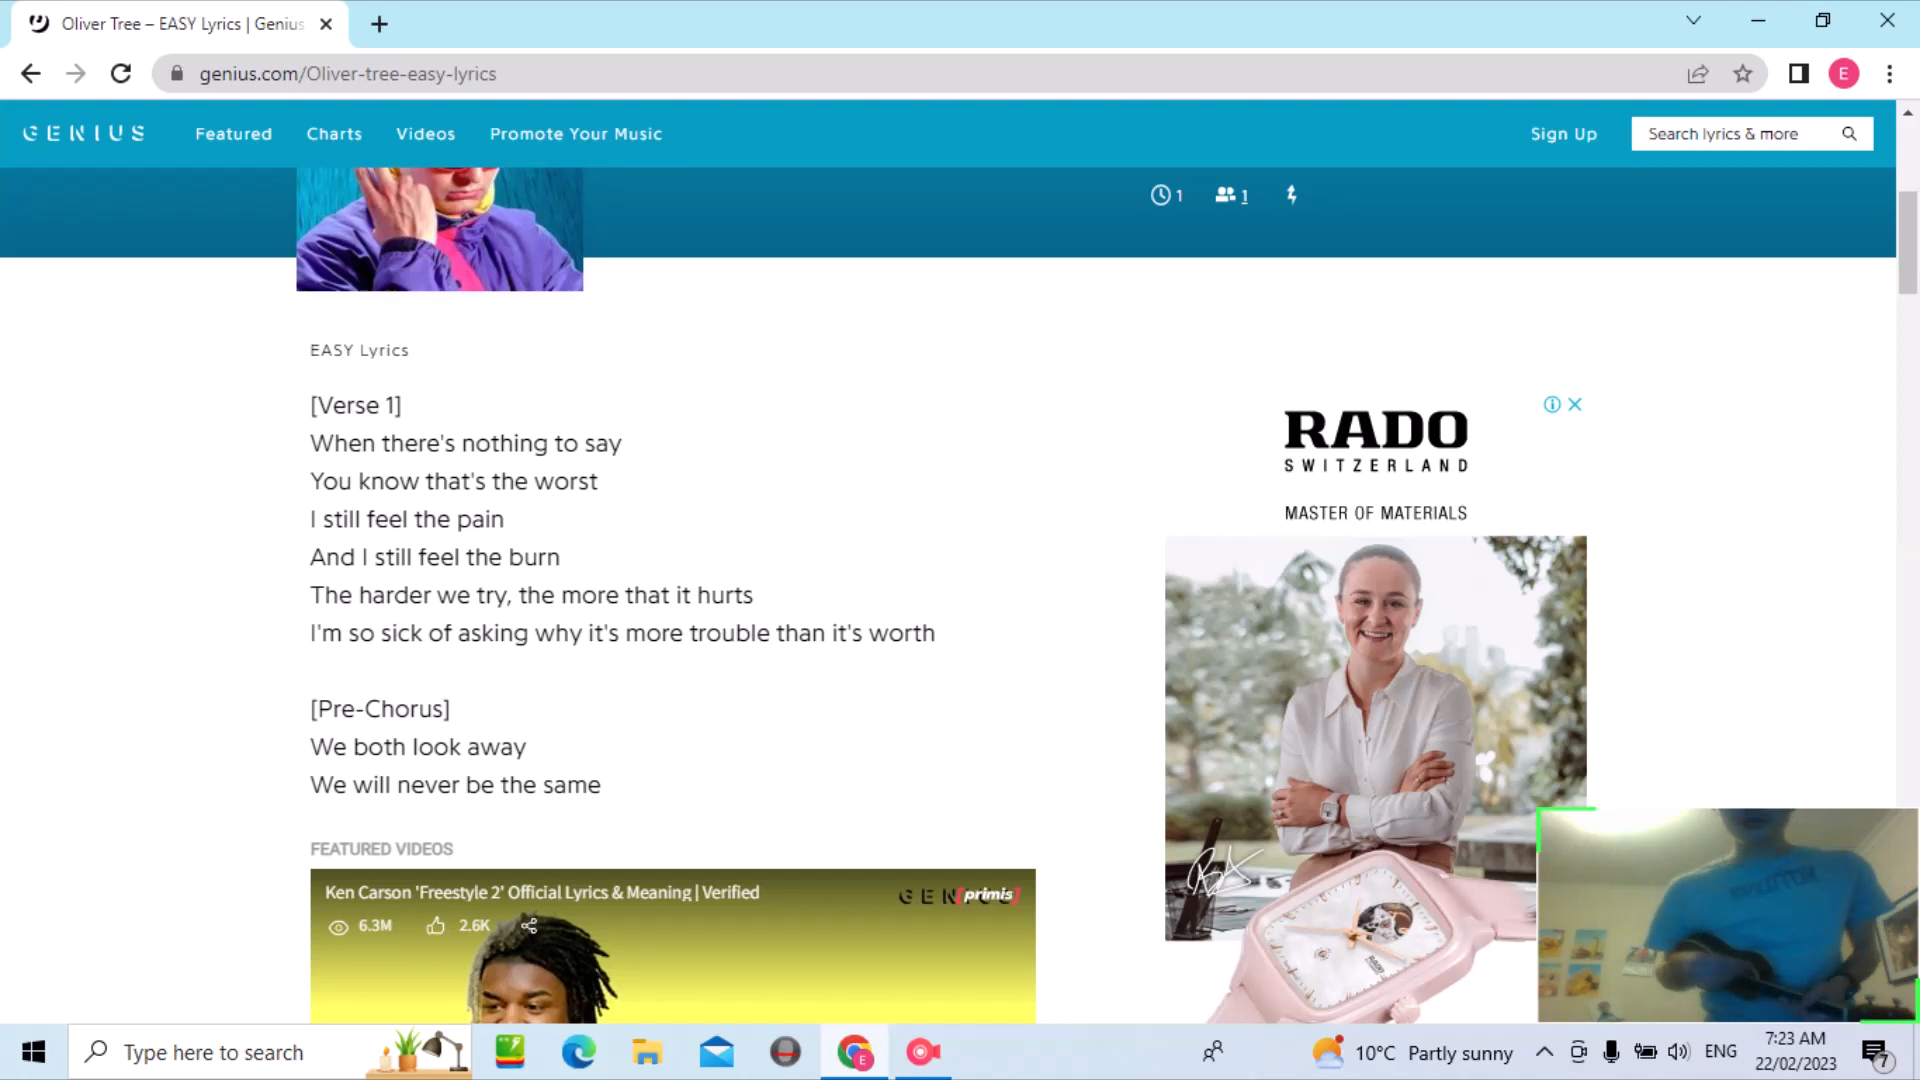 Oliver Tree – EASY Lyrics | Genius
genius.com/Oliver-tree-easy-lyrics
E
GENIUS
Featured
Charts
Videos
Promote Your Music
Sign Up
Search lyrics & more
1
1
EASY Lyrics
[Verse 1]
When there's nothing to say
You know that's the worst
I still feel the pain
And I still feel the burn
The harder we try, the more that it hurts
I'm so sick of asking why it's more trouble than it's worth
[Pre-Chorus]
We both look away
We will never be the same
RADO
SWITZERLAND
MASTER OF MATERIALS
RADO
FEATURED VIDEOS
Ken Carson 'Freestyle 2' Official Lyrics & Meaning | Verified
[primis]
6.3M
2.6K
Type here to search
E
10°C Partly sunny
ENG
7:23 AM
22/02/2023
7